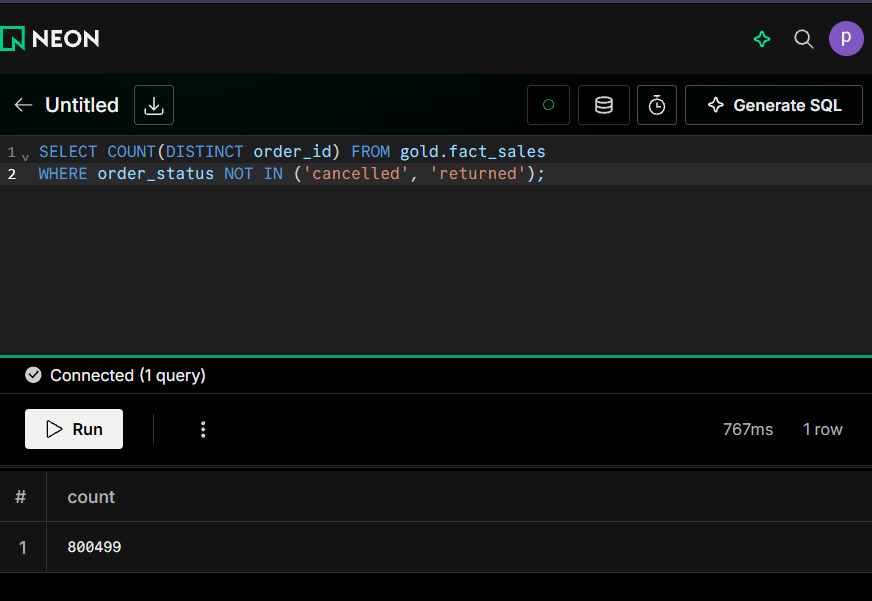 NEON
p
Untitled
Generate SQL
1 SELECT COUNT(DISTINCT order_id) FROM gold.fact_sales
2 WHERE order_status NOT IN ('cancelled', 'returned');
Connected (1 query)
Run
767ms 1 row
# count
1 800499